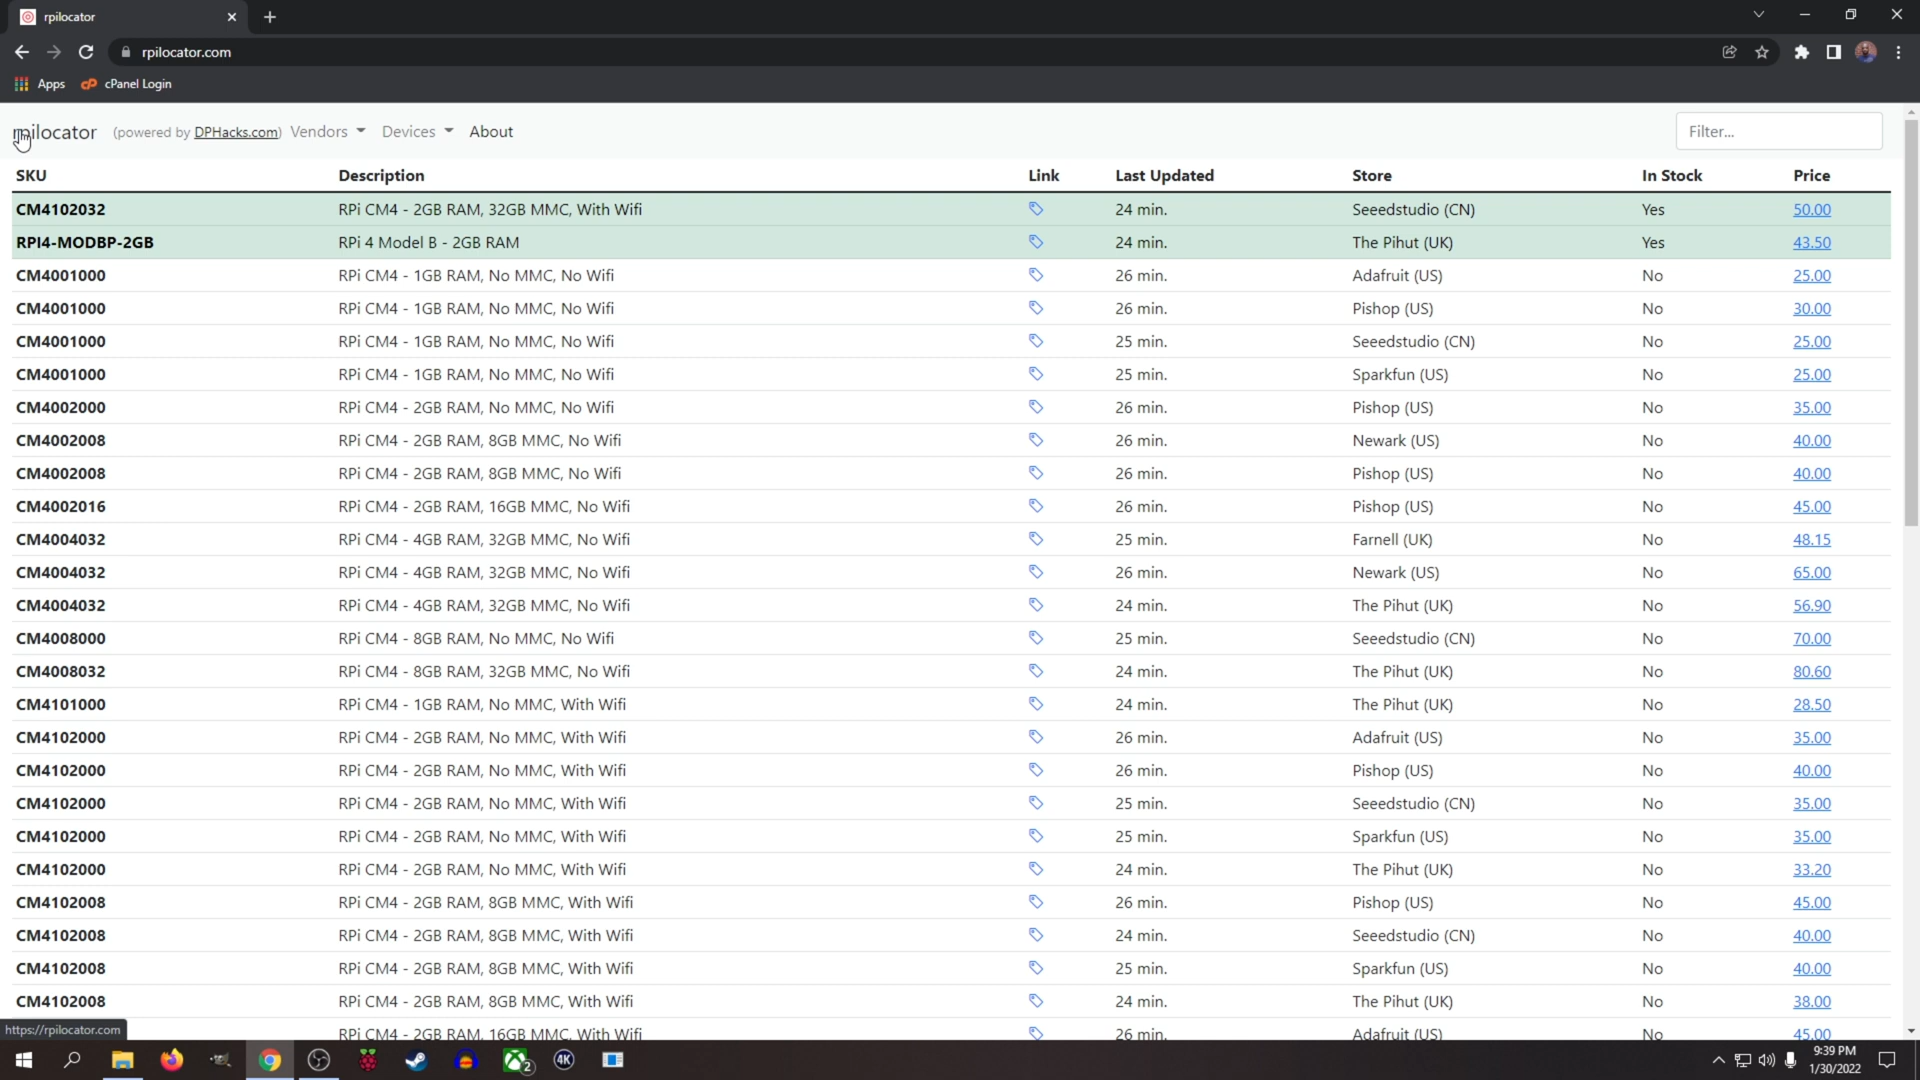 rpilocator
rpilocator.com
Apps cPanel Login
rpilocator (powered by DPHacks.com) Vendors Devices About Filter...
SKU Description Link Last Updated Store In Stock Price
CM4102032 RPi CM4 - 2GB RAM, 32GB MMC, With Wifi 24 min. Seeedstudio (CN) Yes 50.00
RPI4-MODBP-2GB RPi 4 Model B - 2GB RAM 24 min. The Pihut (UK) Yes 43.50
CM4001000 RPi CM4 - 1GB RAM, No MMC, No Wifi 26 min. Adafruit (US) No 25.00
CM4001000 RPi CM4 - 1GB RAM, No MMC, No Wifi 26 min. Pishop (US) No 30.00
CM4001000 RPi CM4 - 1GB RAM, No MMC, No Wifi 25 min. Seeedstudio (CN) No 25.00
CM4001000 RPi CM4 - 1GB RAM, No MMC, No Wifi 25 min. Sparkfun (US) No 25.00
CM4002000 RPi CM4 - 2GB RAM, No MMC, No Wifi 26 min. Pishop (US) No 35.00
CM4002008 RPi CM4 - 2GB RAM, 8GB MMC, No Wifi 26 min. Newark (US) No 40.00
CM4002008 RPi CM4 - 2GB RAM, 8GB MMC, No Wifi 26 min. Pishop (US) No 40.00
CM4002016 RPi CM4 - 2GB RAM, 16GB MMC, No Wifi 26 min. Pishop (US) No 45.00
CM4004032 RPi CM4 - 4GB RAM, 32GB MMC, No Wifi 25 min. Farnell (UK) No 48.15
CM4004032 RPi CM4 - 4GB RAM, 32GB MMC, No Wifi 26 min. Newark (US) No 65.00
CM4004032 RPi CM4 - 4GB RAM, 32GB MMC, No Wifi 24 min. The Pihut (UK) No 56.90
CM4008000 RPi CM4 - 8GB RAM, No MMC, No Wifi 25 min. Seeedstudio (CN) No 70.00
CM4008032 RPi CM4 - 8GB RAM, 32GB MMC, No Wifi 24 min. The Pihut (UK) No 80.60
CM4101000 RPi CM4 - 1GB RAM, No MMC, With Wifi 24 min. The Pihut (UK) No 28.50
CM4102000 RPi CM4 - 2GB RAM, No MMC, With Wifi 26 min. Adafruit (US) No 35.00
CM4102000 RPi CM4 - 2GB RAM, No MMC, With Wifi 26 min. Pishop (US) No 40.00
CM4102000 RPi CM4 - 2GB RAM, No MMC, With Wifi 25 min. Seeedstudio (CN) No 35.00
CM4102000 RPi CM4 - 2GB RAM, No MMC, With Wifi 25 min. Sparkfun (US) No 35.00
CM4102000 RPi CM4 - 2GB RAM, No MMC, With Wifi 24 min. The Pihut (UK) No 33.20
CM4102008 RPi CM4 - 2GB RAM, 8GB MMC, With Wifi 26 min. Pishop (US) No 45.00
CM4102008 RPi CM4 - 2GB RAM, 8GB MMC, With Wifi 24 min. Seeedstudio (CN) No 40.00
CM4102008 RPi CM4 - 2GB RAM, 8GB MMC, With Wifi 25 min. Sparkfun (US) No 40.00
CM4102008 RPi CM4 - 2GB RAM, 8GB MMC, With Wifi 24 min. The Pihut (UK) No 38.00
https://rpilocator.com RPi CM4 - 2GB RAM, 16GB MMC, With Wifi 26 min. Adafruit (US) No 45.00
4K 2 9:39 PM
1/30/2022